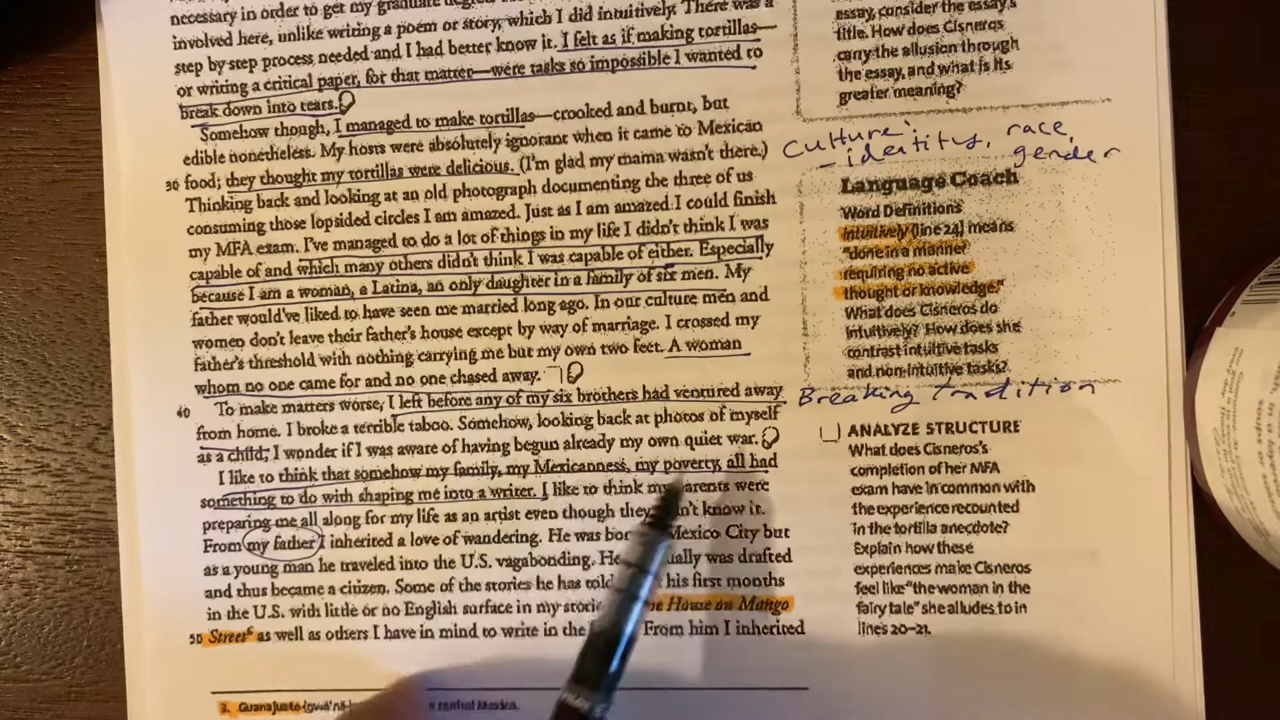 necessary in order to get my graduate
involved here, unlike writing a poem or story, which I did intuitively. There was a
step by step process needed and I had better know it. I felt as if making tortillas—
or writing a critical paper, for that matter—were tasks so impossible I wanted to
break down into tears.
Somehow though, I managed to make tortillas—crooked and burnt, but
edible nonetheless. My hosts were absolutely ignorant when it came to Mexican
30 food; they thought my tortillas were delicious. (I'm glad my mama wasn't there.)
Thinking back and looking at an old photograph documenting the three of us
consuming those lopsided circles I am amazed. Just as I am amazed I could finish
my MFA exam. I've managed to do a lot of things in my life I didn't think I was
capable of and which many others didn't think I was capable of either. Especially
because I am a woman, a Latina, an only daughter in a family of six men. My
father would've liked to have seen me married long ago. In our culture men and
women don't leave their father's house except by way of marriage. I crossed my
father's threshold with nothing carrying me but my own two feet. A woman
whom no one came for and no one chased away.
40 To make matters worse, I left before any of my six brothers had ventured away
from home. I broke a terrible taboo. Somehow, looking back at photos of myself
as a child, I wonder if I was aware of having begun already my own quiet war.
I like to think that somehow my family, my Mexicanness, my poverty, all had
something to do with shaping me into a writer. I like to think my parents were
preparing me all along for my life as an artist even though they know it.
From my father I inherited a love of wandering. He was Mexico City but
as a young man he traveled into the U.S. vagabonding. He was drafted
and thus became a citizen. Some of the stories he has told his first months
in the U.S. with little or no English surface in my House on Mango
50 Street⁶ as well as others I have in mind to write in the From him I inherited
3. Guanajuato
essay, consider the essay's
title. How does Cisneros
carry the allusion through
the essay, and what is its
greater meaning?
Culture:
- identity, race,
gender
Language Coach
Word Definitions
Intuitively (line 24) means
"done in a manner
requiring no active
thought or knowledge."
What does Cisneros do
intuitively? How does she
contrast intuitive tasks
and non-intuitive tasks?
Breaking tradition
ANALYZE STRUCTURE
What does Cisneros's
completion of her MFA
exam have in common with
the experience recounted
in the tortilla anecdote?
Explain how these
experiences make Cisneros
feel like "the woman in the
fairy tale" she alludes to in
lines 20–21.